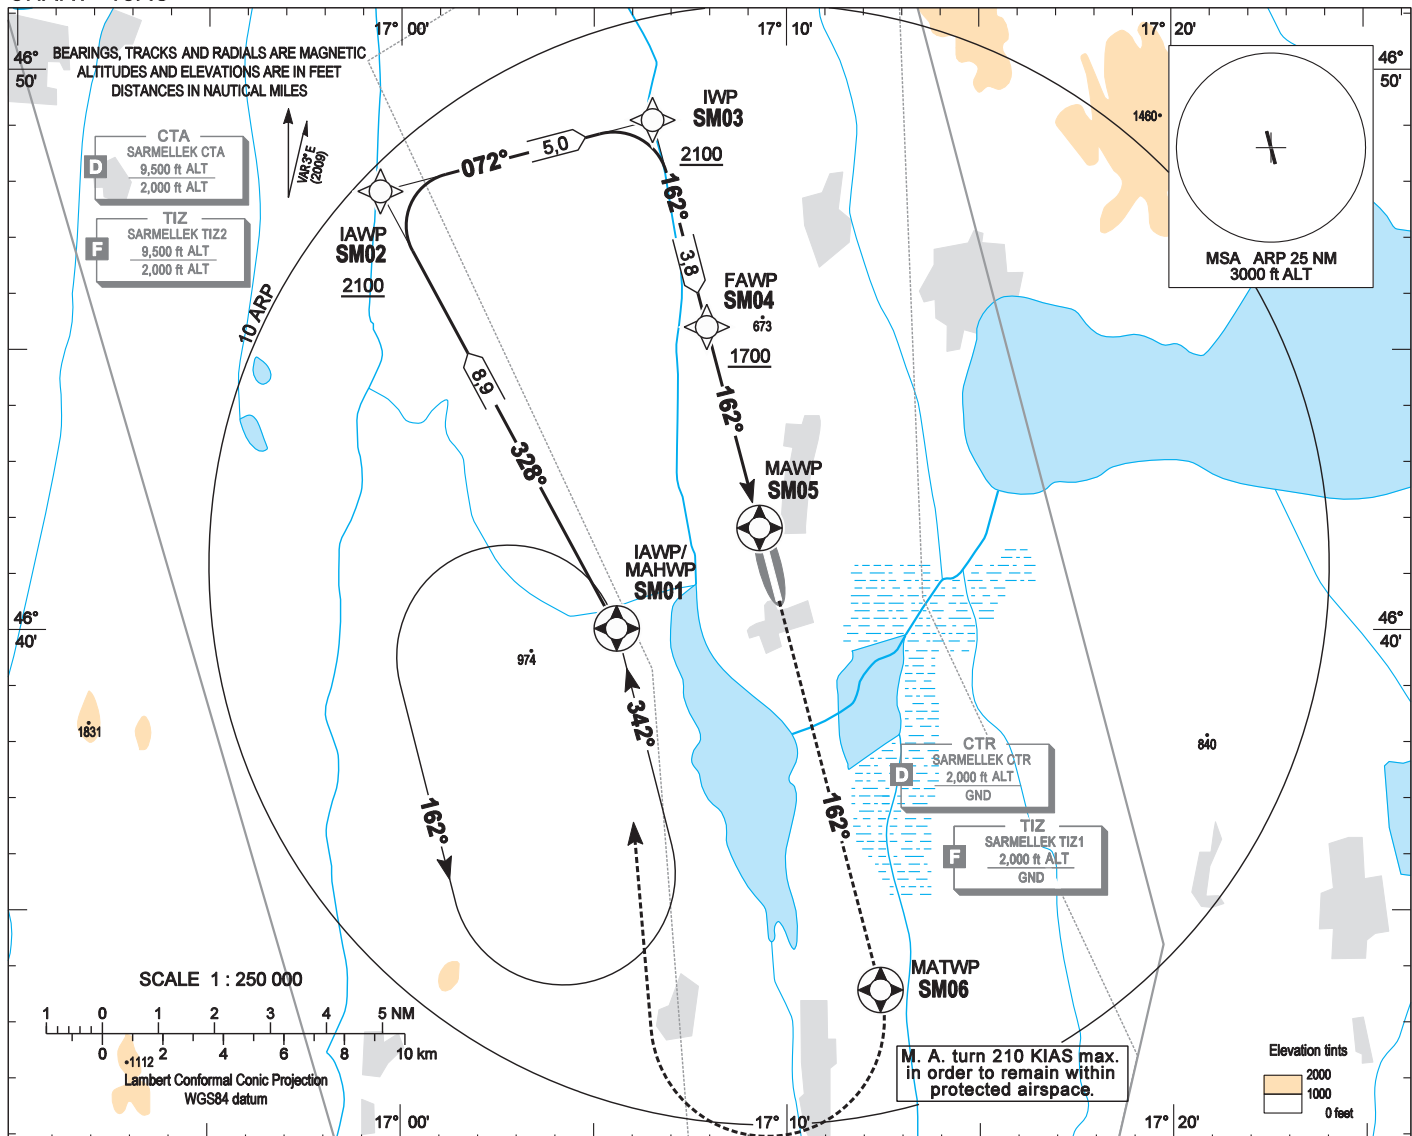 17° 00'
17° 10'
17° 20'
46°
50'
46°
50'
BEARINGS, TRACKS AND RADIALS ARE MAGNETIC
ALTITUDES AND ELEVATIONS ARE IN FEET
DISTANCES IN NAUTICAL MILES
VAR 3° E
(2009)
CTA
D
SARMELLEK CTA
9,500 ft ALT
2,000 ft ALT
TIZ
F
SARMELLEK TIZ2
9,500 ft ALT
2,000 ft ALT
IWP
SM03
2100
5,0
072°
162°
3,8
IAWP
SM02
2100
FAWP
SM04
673
1700
1460
MSA ARP 25 NM
3000 ft ALT
10 ARP
8,9
328°
162°
MAWP
SM05
IAWP/
MAHWP
SM01
46°
40'
46°
40'
974
1831
342°
162°
162°
840
CTR
D
SARMELLEK CTR
2,000 ft ALT
GND
TIZ
F
SARMELLEK TIZ1
2,000 ft ALT
GND
MATWP
SM06
SCALE 1 : 250 000
1 0 1 2 3 4 5 NM
0 2 4 6 8 10 km
1112
Lambert Conformal Conic Projection
WGS84 datum
M. A. turn 210 KIAS max.
in order to remain within
protected airspace.
Elevation tints
2000
1000
0 feet
17° 00'
17° 10'
17° 20'